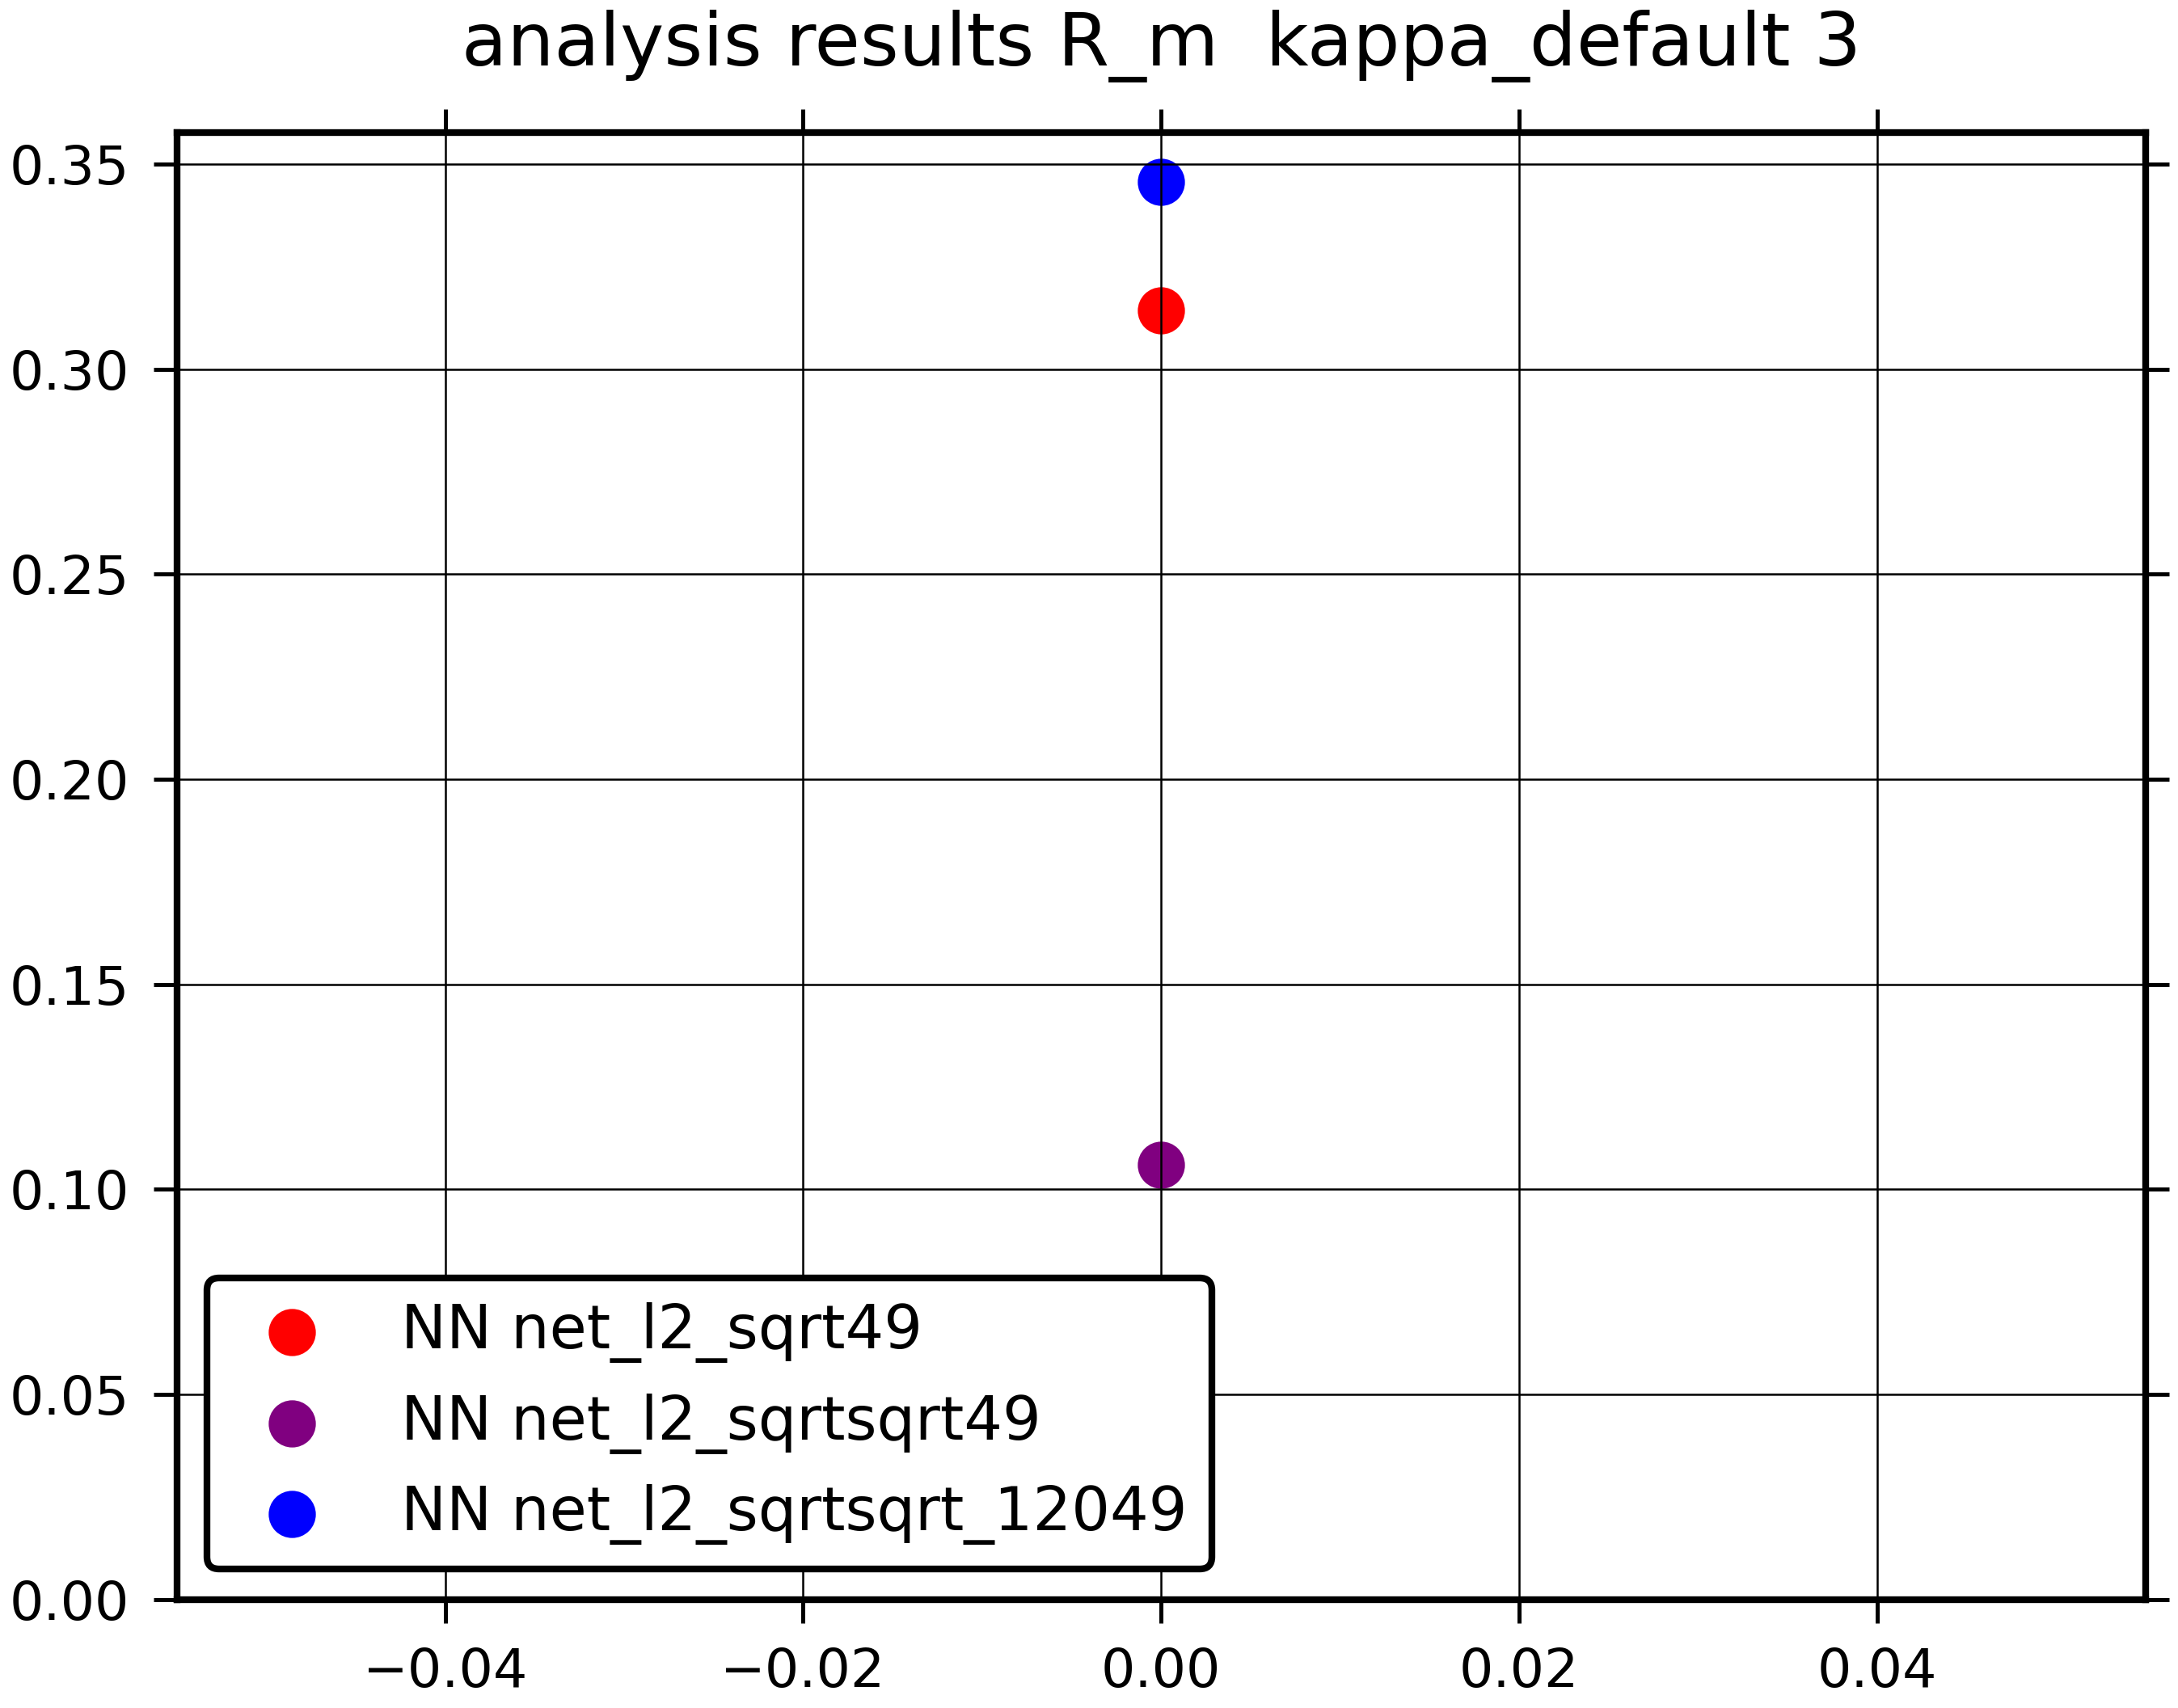 analysis results R_m  kappa_default 3
0.35
0.30
0.25
0.20
0.15
0.10
0.05
0.00
NN net_l2_sqrt49
NN net_l2_sqrtsqrt49
NN net_l2_sqrtsqrt_12049
−0.04 −0.02 0.00 0.02 0.04